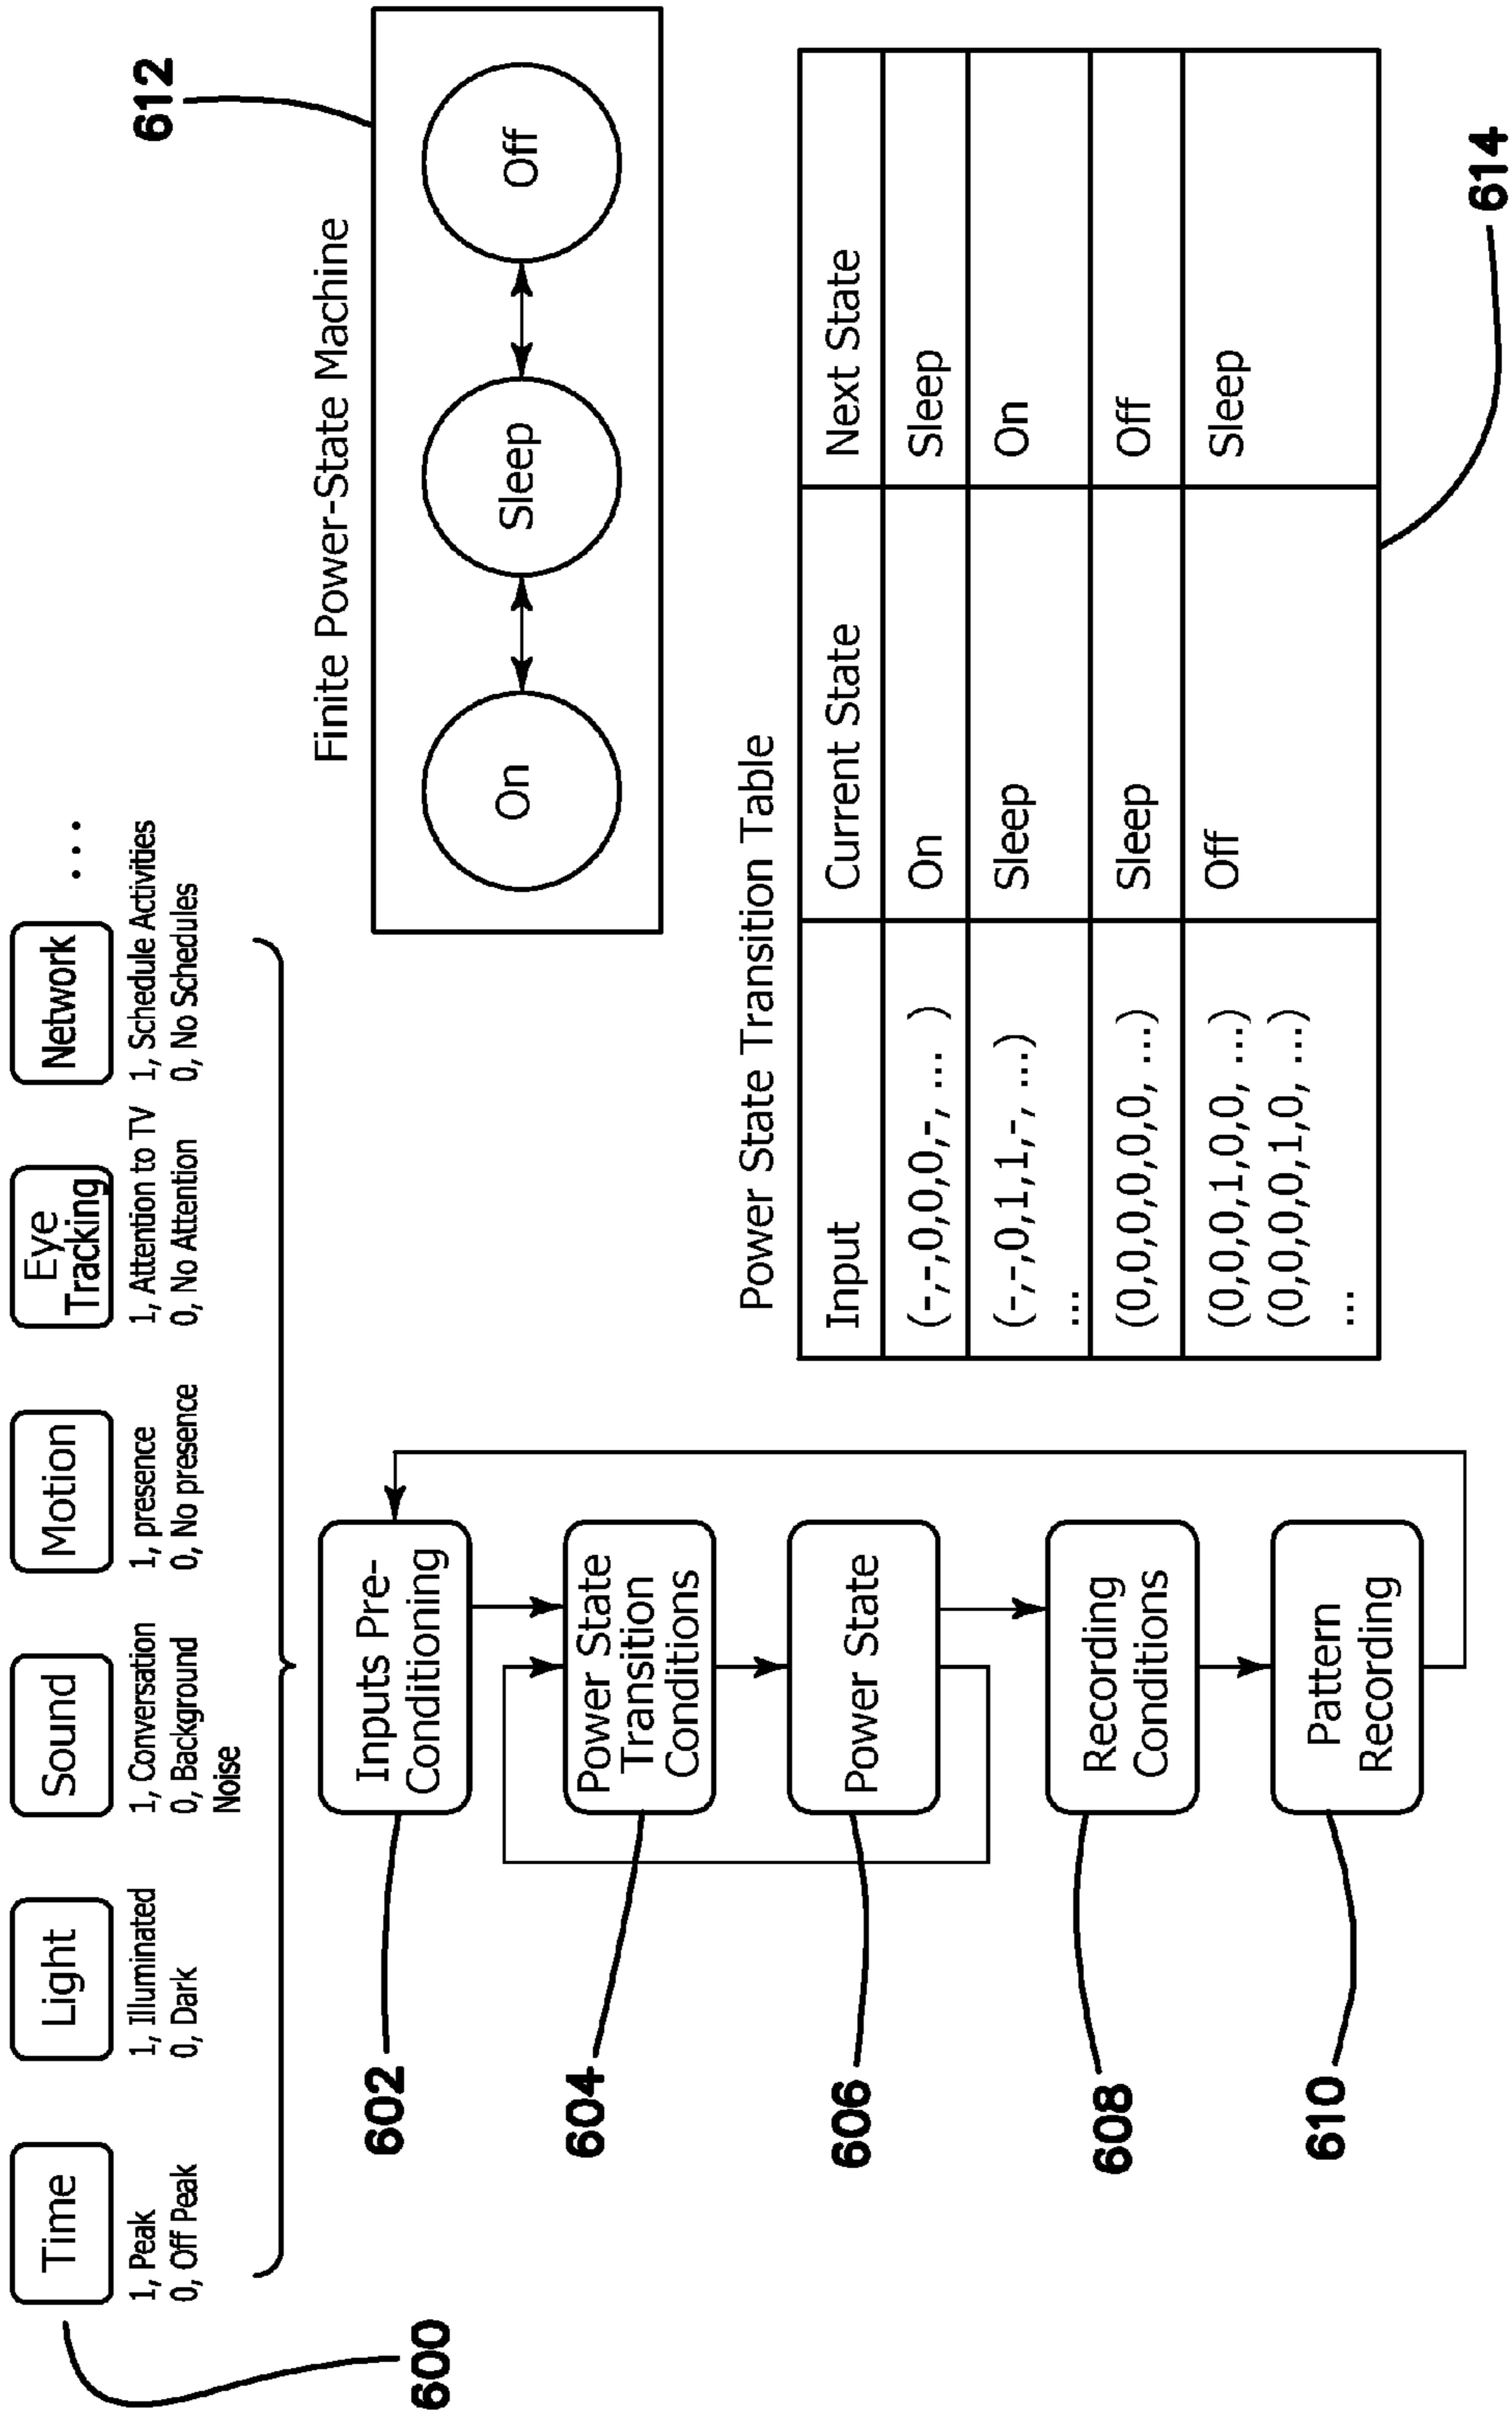 Time
1, Peak
0, Off Peak
Light
1, Illuminated
0, Dark
Sound
1, Conversation
0, Background
Noise
Motion
1, presence
0, No presence
Eye
Tracking
1, Attention to TV
0, No Attention
Network
1, Schedule Activities
0, No Schedules
...
600
602
Inputs Pre-
Conditioning
604
Power State
Transition
Conditions
606
Power State
608
Recording
Conditions
610
Pattern
Recording
Finite Power-State Machine
612
On
Sleep
Off
Power State Transition Table
Input Current State Next State
(-,-,0,0,0,-, ... ) On Sleep
(-,-,0,1,1,-, ...) Sleep On
...
(0,0,0,0,0,0, ...) Sleep Off
(0,0,0,1,0,0, ...) Off Sleep
(0,0,0,0,1,0, ...)
...
614